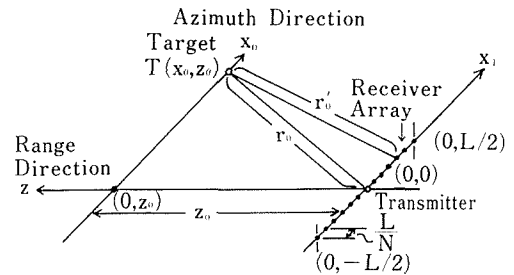 Azimuth Direction
Target
x₀
T(x₀,z₀)
x₁
Receiver
Array
r₀'
r₀
(0,L/2)
Range
Direction
(0,0)
z
(0,z₀)
z₀
Transmitter
L/N
(0,−L/2)